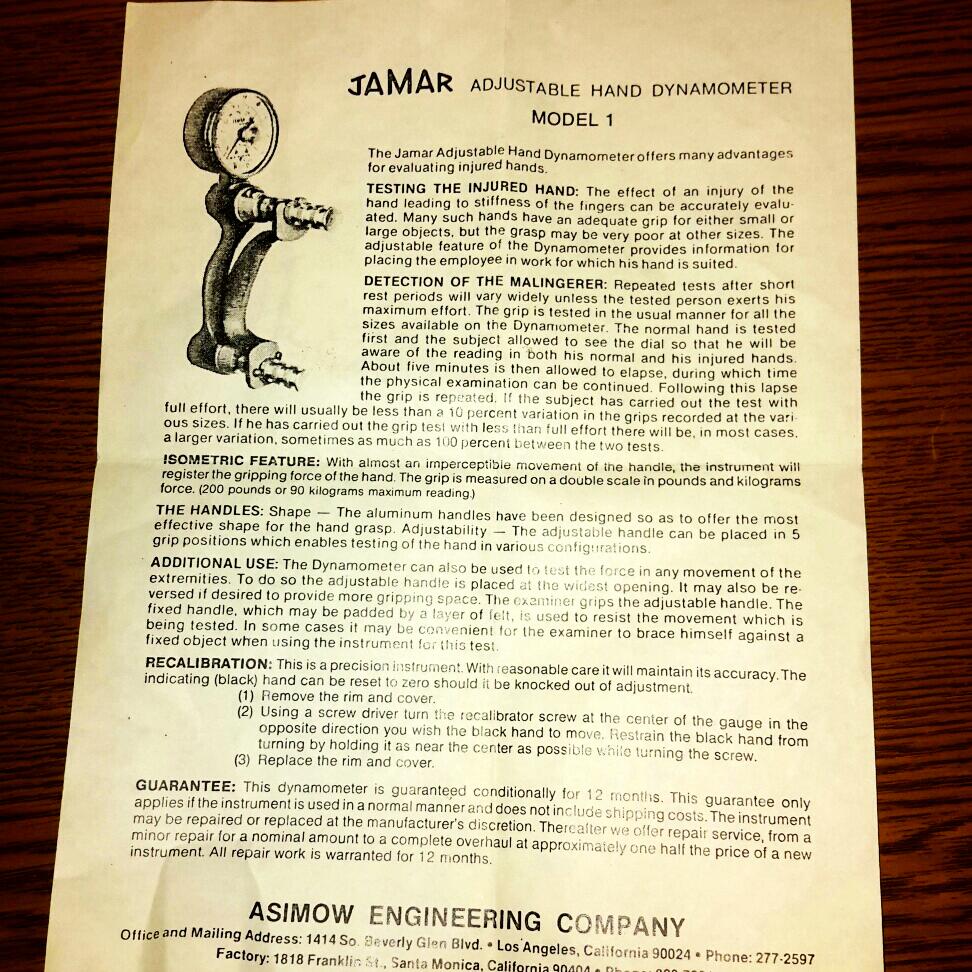 JAMAR ADJUSTABLE HAND DYNAMOMETER
MODEL 1
The Jamar Adjustable Hand Dynamometer offers many advantages
for evaluating injured hands.
TESTING THE INJURED HAND: The effect of an injury of the
hand leading to stiffness of the fingers can be accurately evalu-
ated. Many such hands have an adequate grip for either small or
large objects, but the grasp may be very poor at other sizes. The
adjustable feature of the Dynamometer provides information for
placing the employee in work for which his hand is suited.
DETECTION OF THE MALINGERER: Repeated tests after short
rest periods will vary widely unless the tested person exerts his
maximum effort. The grip is tested in the usual manner for all the
sizes available on the Dynamometer. The normal hand is tested
first and the subject allowed to see the dial so that he will be
aware of the reading in both his normal and his injured hands.
About five minutes is then allowed to elapse, during which time
the physical examination can be continued. Following this lapse
the grip is repeated. If the subject has carried out the test with
full effort, there will usually be less than a 10 percent variation in the grips recorded at the vari-
ous sizes. If he has carried out the grip test with less than full effort there will be, in most cases,
a larger variation, sometimes as much as 100 percent between the two tests.
ISOMETRIC FEATURE: With almost an imperceptible movement of the handle, the instrument will
register the gripping force of the hand. The grip is measured on a double scale in pounds and kilograms
force. (200 pounds or 90 kilograms maximum reading.)
THE HANDLES: Shape — The aluminum handles have been designed so as to offer the most
effective shape for the hand grasp. Adjustability — The adjustable handle can be placed in 5
grip positions which enables testing of the hand in various configurations.
ADDITIONAL USE: The Dynamometer can also be used to test the force in any movement of the
extremities. To do so the adjustable handle is placed at the widest opening. It may also be re-
versed if desired to provide more gripping space. The examiner grips the adjustable handle. The
fixed handle, which may be padded by a layer of felt, is used to resist the movement which is
being tested. In some cases it may be convenient for the examiner to brace himself against a
fixed object when using the instrument for this test.
RECALIBRATION: This is a precision instrument. With reasonable care it will maintain its accuracy. The
indicating (black) hand can be reset to zero should it be knocked out of adjustment.
(1) Remove the rim and cover.
(2) Using a screw driver turn the recalibrator screw at the center of the gauge in the
opposite direction you wish the black hand to move. Restrain the black hand from
turning by holding it as near the center as possible while turning the screw.
(3) Replace the rim and cover.
GUARANTEE: This dynamometer is guaranteed conditionally for 12 months. This guarantee only
applies if the instrument is used in a normal manner and does not include shipping costs. The instrument
may be repaired or replaced at the manufacturer's discretion. Thereafter we offer repair service, from a
minor repair for a nominal amount to a complete overhaul at approximately one half the price of a new
instrument. All repair work is warranted for 12 months.
ASIMOW ENGINEERING COMPANY
Office and Mailing Address: 1414 So. Beverly Glen Blvd. • Los Angeles, California 90024 • Phone: 277-2597
Factory: 1818 Franklin St., Santa Monica, California 90404 • Phone: